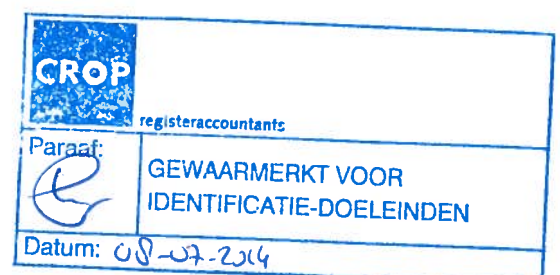 CROP
registeraccountants
Paraaf:
GEWAARMERKT VOOR
IDENTIFICATIE-DOELEINDEN
Datum: 08-07-2014